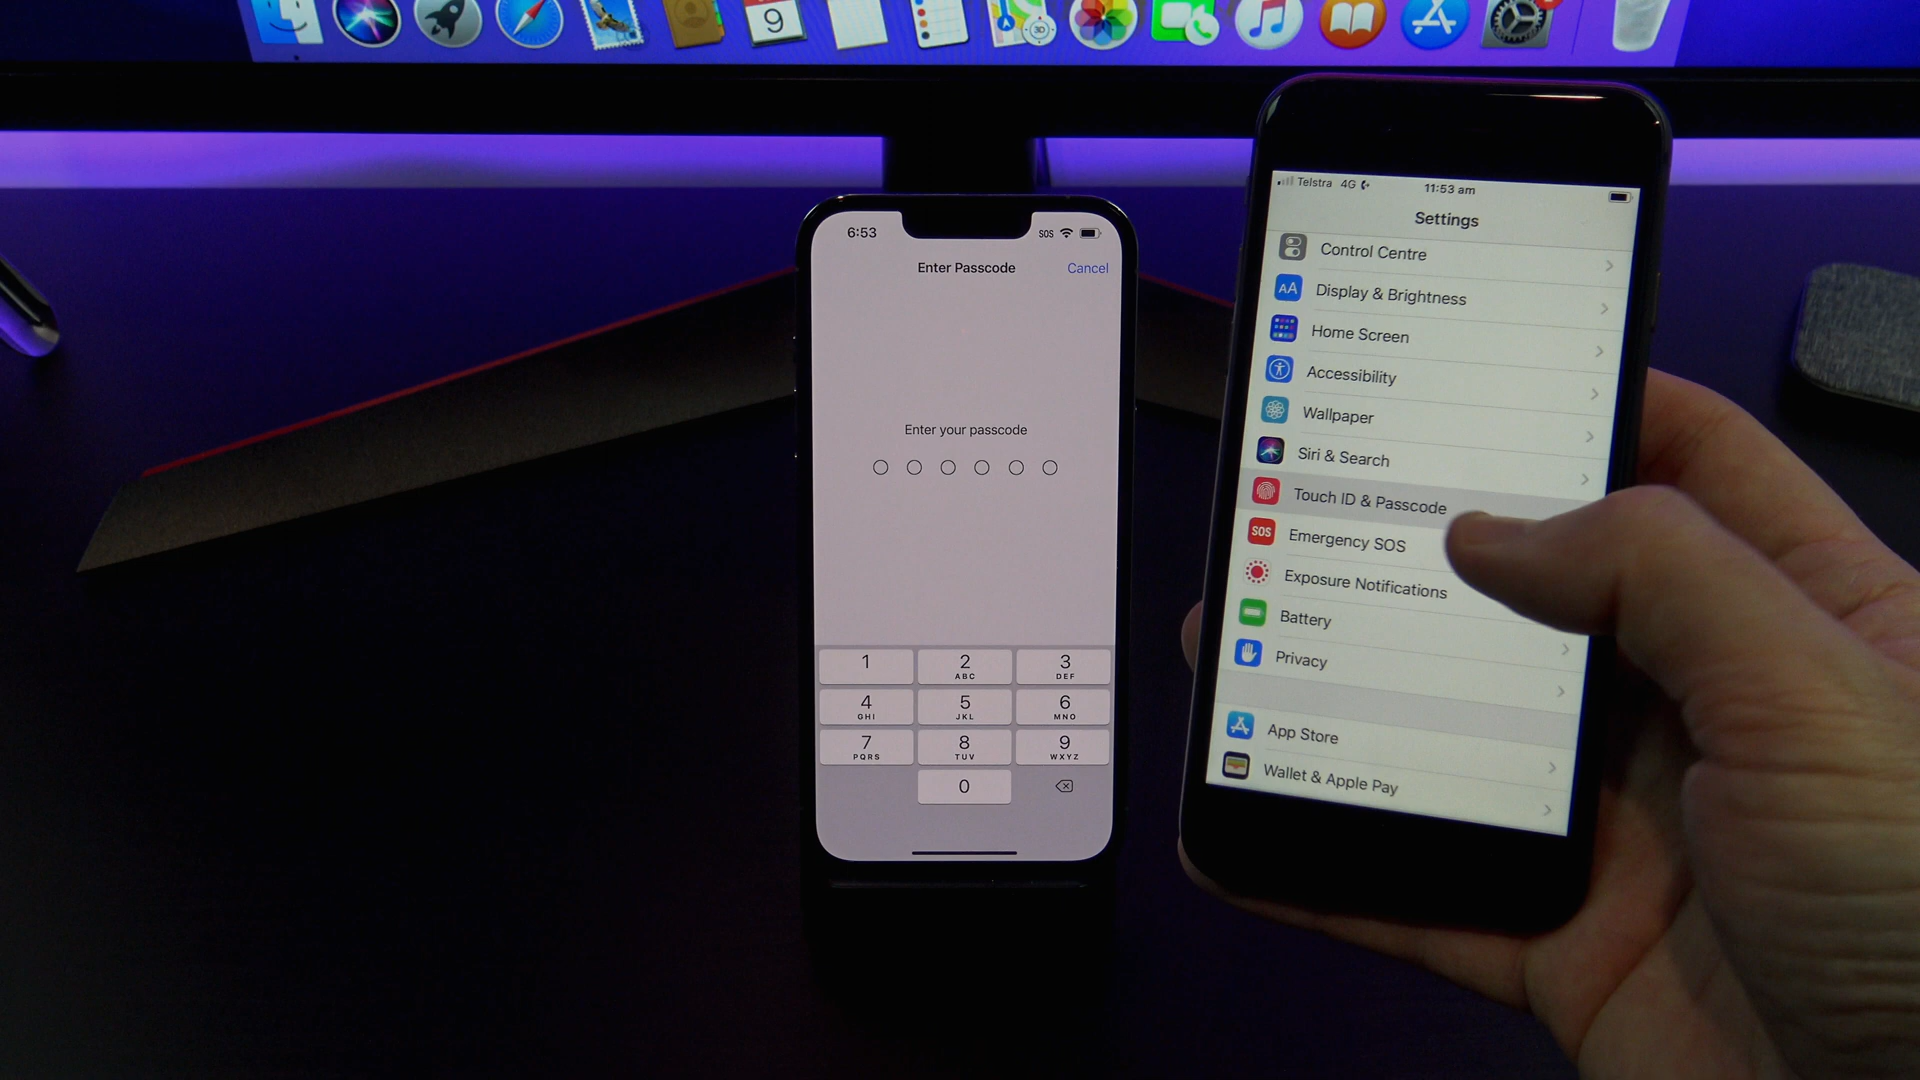 9
3D
6:53
SOS
Enter Passcode
Cancel
Enter your passcode
1
2
ABC
3
DEF
4
GHI
5
JKL
6
MNO
7
PQRS
8
TUV
9
WXYZ
0
Telstra 4G
11:53 am
Settings
Control Centre
AA Display & Brightness
Home Screen
Accessibility
Wallpaper
Siri & Search
Touch ID & Passcode
SOS Emergency SOS
Exposure Notifications
Battery
Privacy
App Store
Wallet & Apple Pay